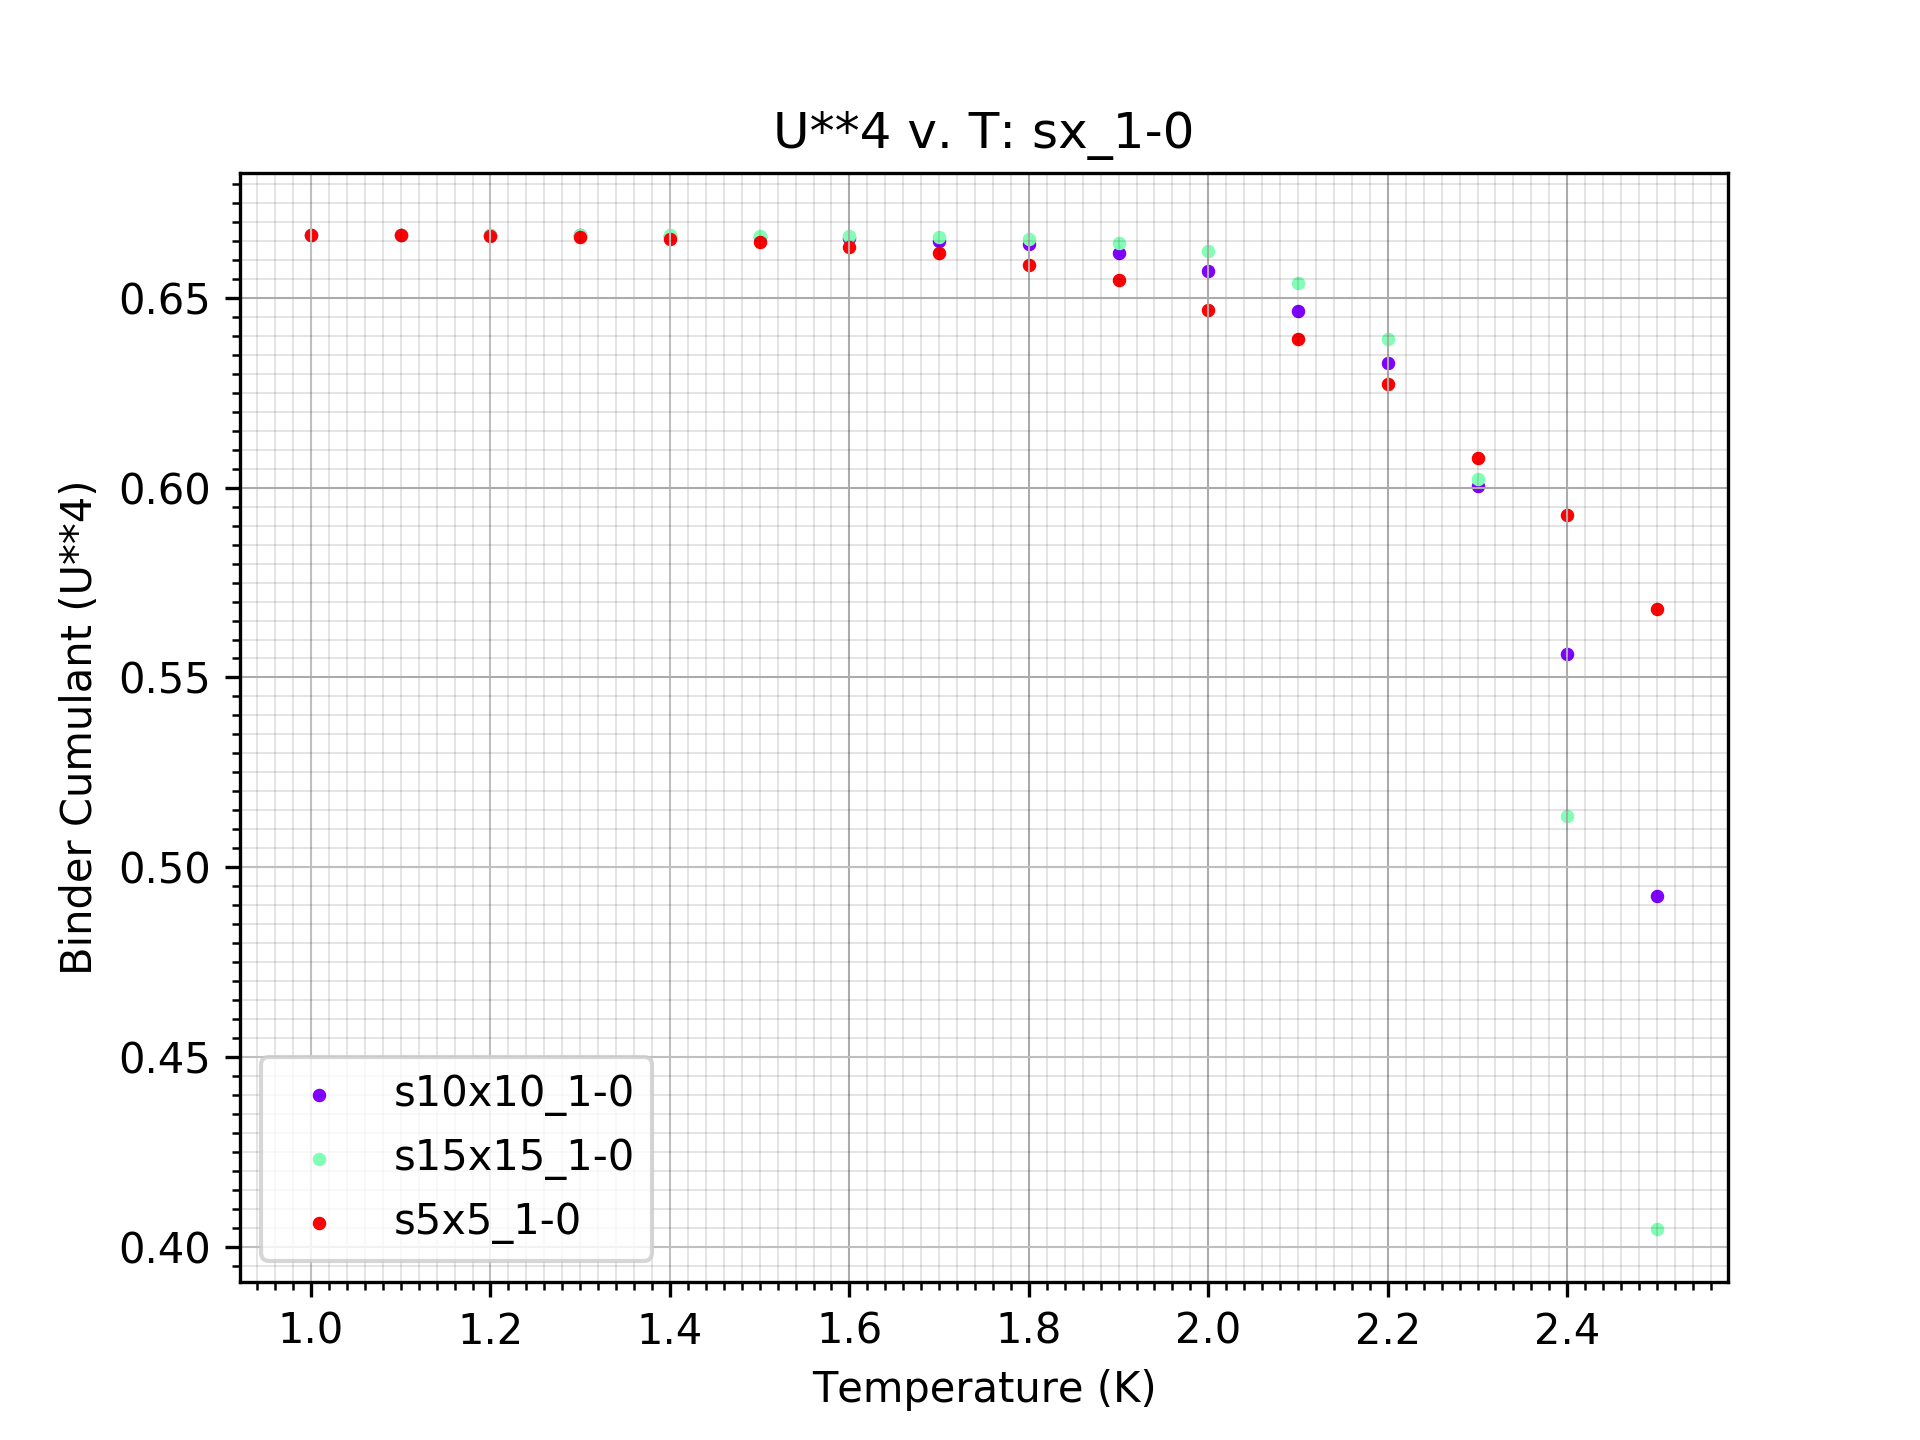 U**4 v. T: sx_1-0
Binder Cumulant (U**4)
0.65
0.60
0.55
0.50
0.45
0.40
s10x10_1-0
s15x15_1-0
s5x5_1-0
1.0 1.2 1.4 1.6 1.8 2.0 2.2 2.4
Temperature (K)